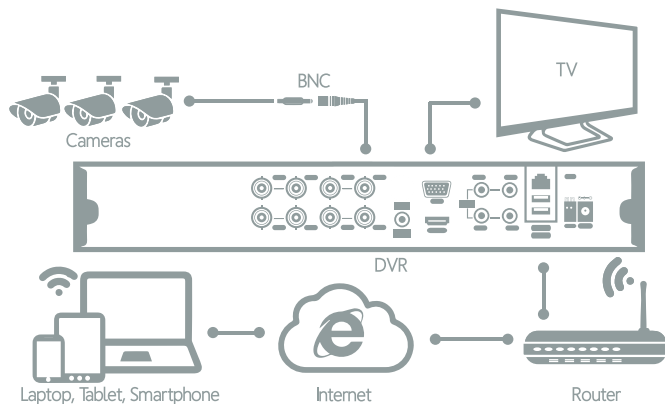 BNC
TV
Cameras
DVR
Laptop, Tablet, Smartphone
Internet
Router